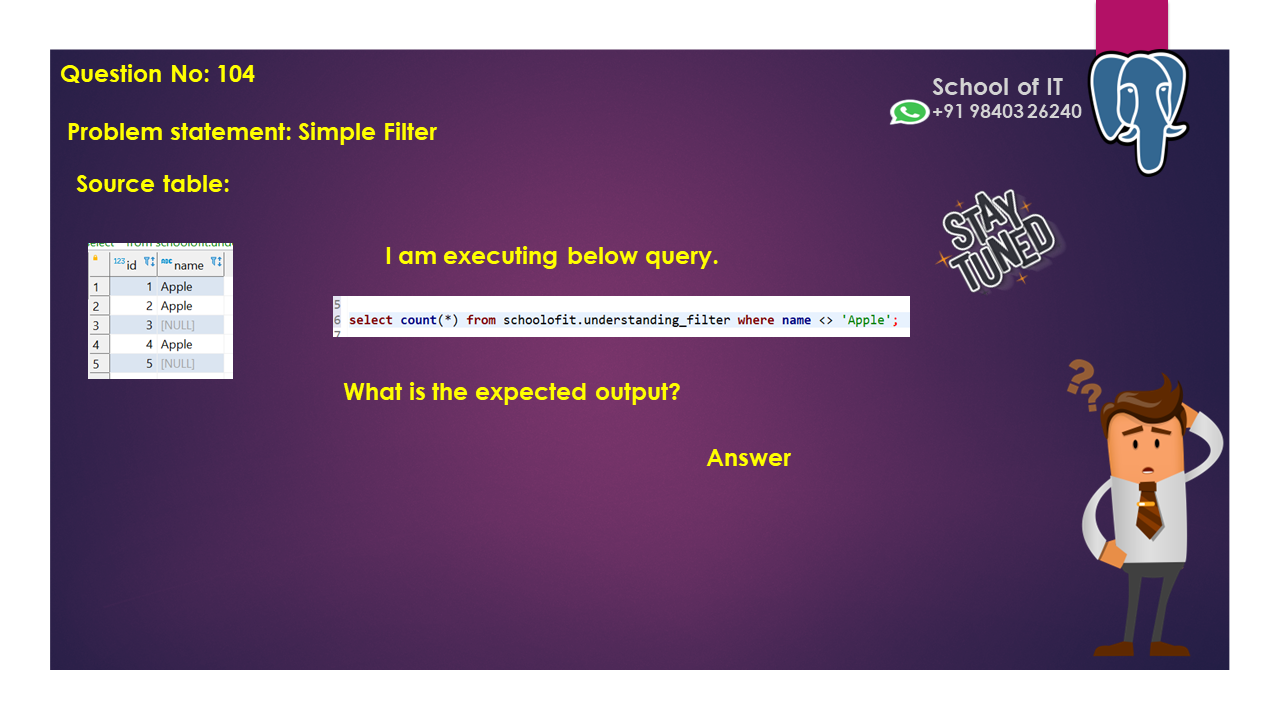 Question No: 104
School of IT
+91 98403 26240
Problem statement: Simple Filter
Source table:
STAY
TUNED
I am executing below query.
123 id ABC name
1 1 Apple
2 2 Apple
3 3 [NULL]
4 4 Apple
5 5 [NULL]
5
6 select count(*) from schoolofit.understanding_filter where name <> 'Apple';
7
What is the expected output?
??
Answer